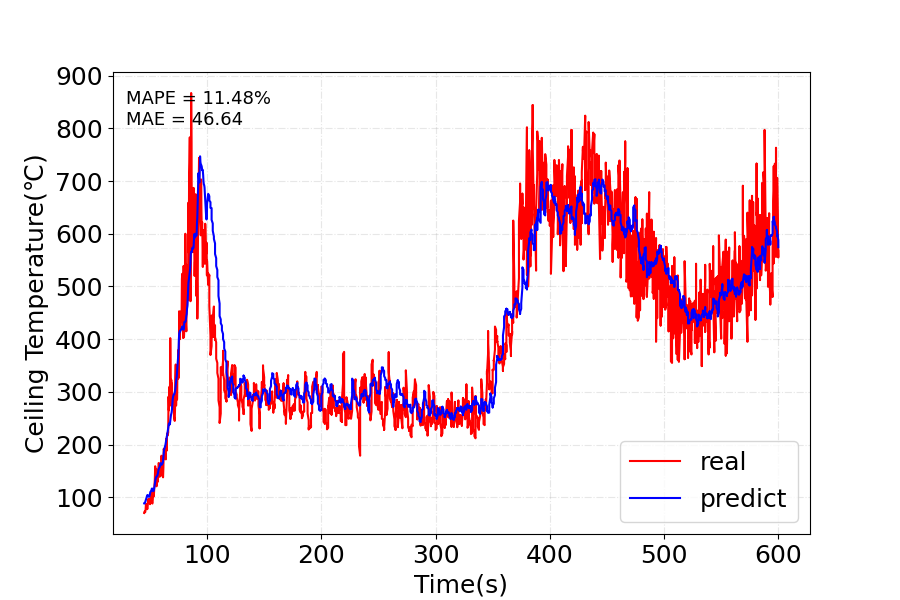 900
800
700
600
500
400
300
200
100
Ceiling Temperature(℃)
MAPE = 11.48%
MAE = 46.64
real
predict
100 200 300 400 500 600
Time(s)